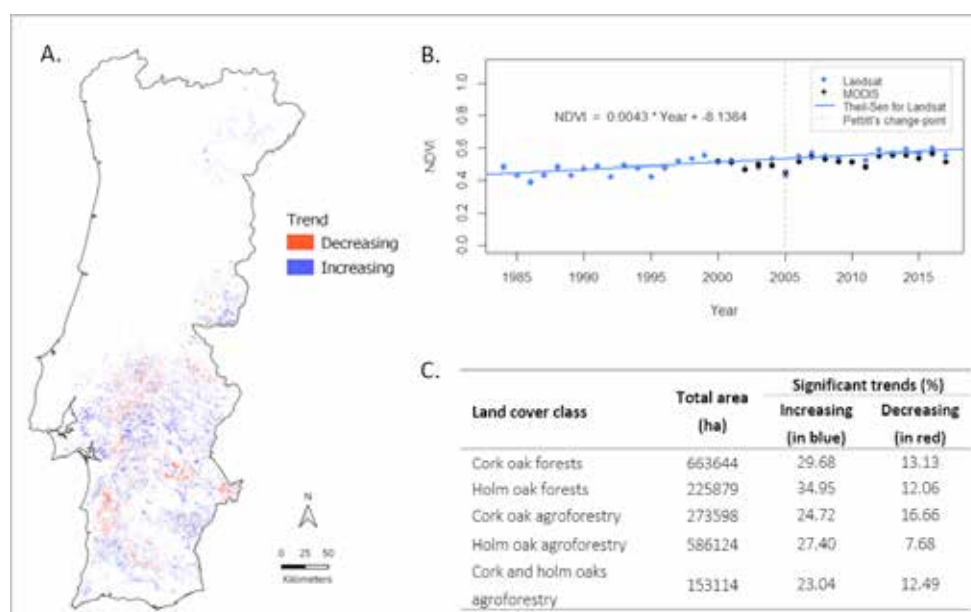 A.
Trend
Decreasing
Increasing
N
0 25 50
Kilometers
B.
NDVI
1.0
0.8
0.6
0.4
0.2
0.0
Landsat
MODIS
Theil-Sen for Landsat
Pettitt's change-point
NDVI = 0.0043 * Year + -8.1384
1985 1990 1995 2000 2005 2010 2015
Year
C.
Land cover class Total area (ha) Significant trends (%)
Increasing (in blue) Decreasing (in red)
Cork oak forests 663644 29.68 13.13
Holm oak forests 225879 34.95 12.06
Cork oak agroforestry 273598 24.72 16.66
Holm oak agroforestry 586124 27.40 7.68
Cork and holm oaks agroforestry 153114 23.04 12.49